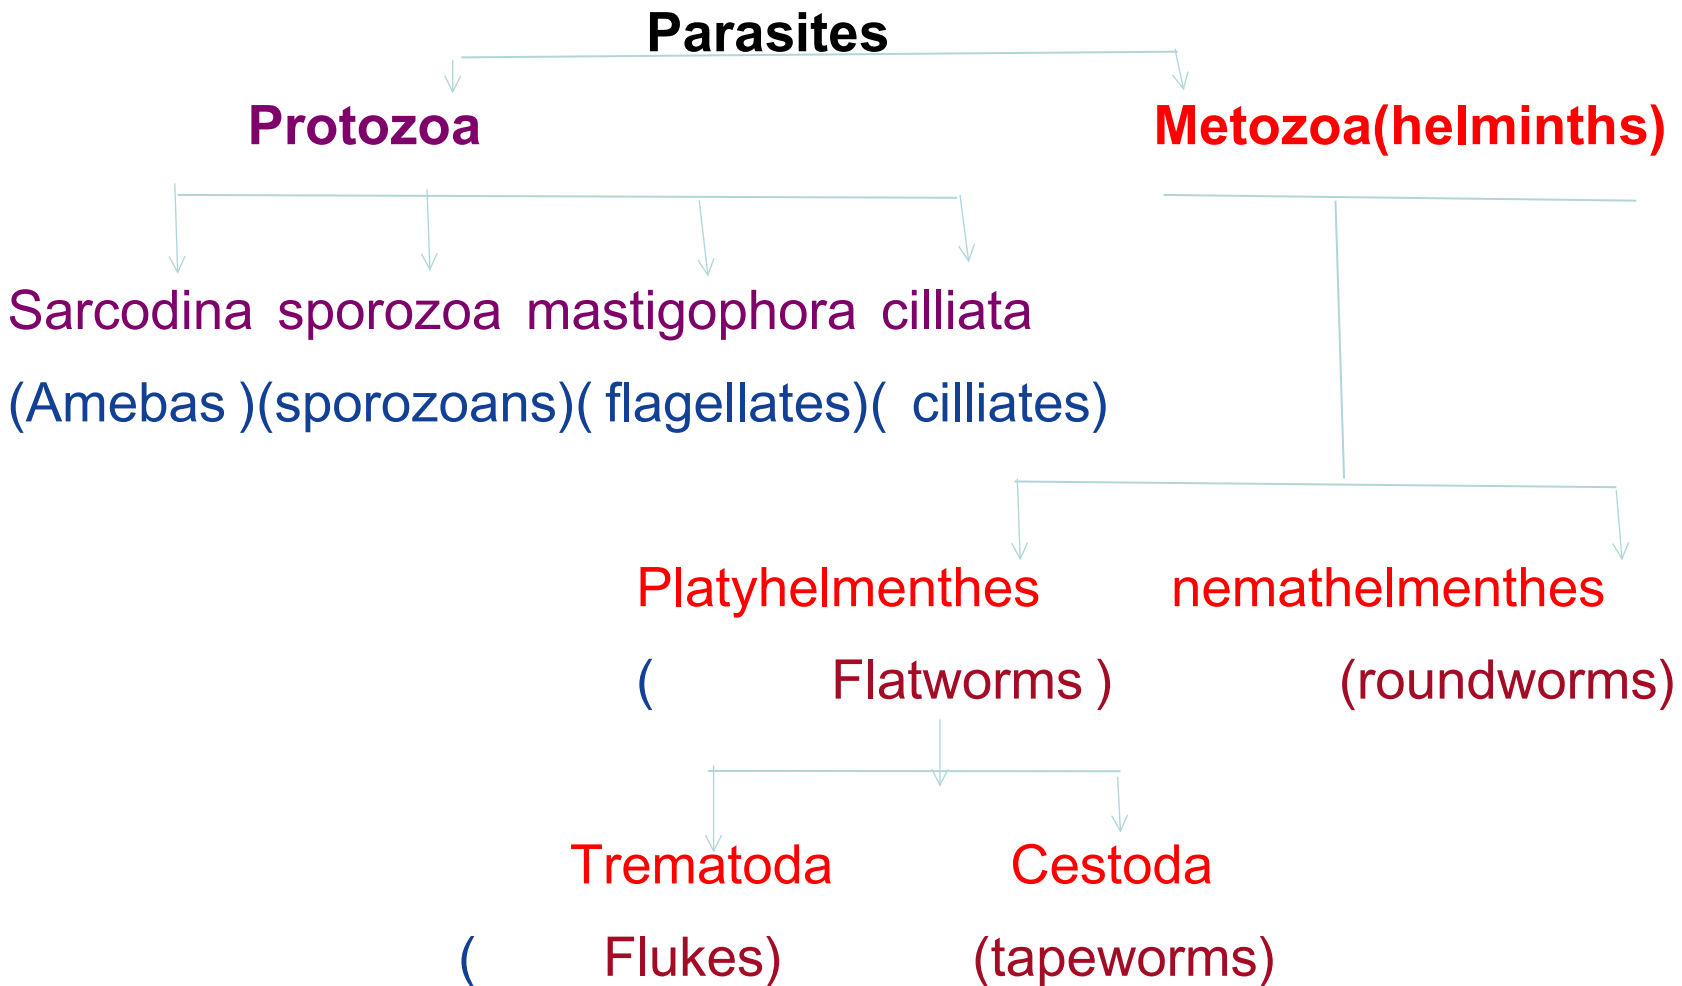 Parasites
Protozoa Metozoa(helminths)
Sarcodina sporozoa mastigophora cilliata
(Amebas )(sporozoans)( flagellates)( cilliates)
Platyhelmenthes nemathelmenthes
( Flatworms ) (roundworms)
Trematoda Cestoda
( Flukes) (tapeworms)